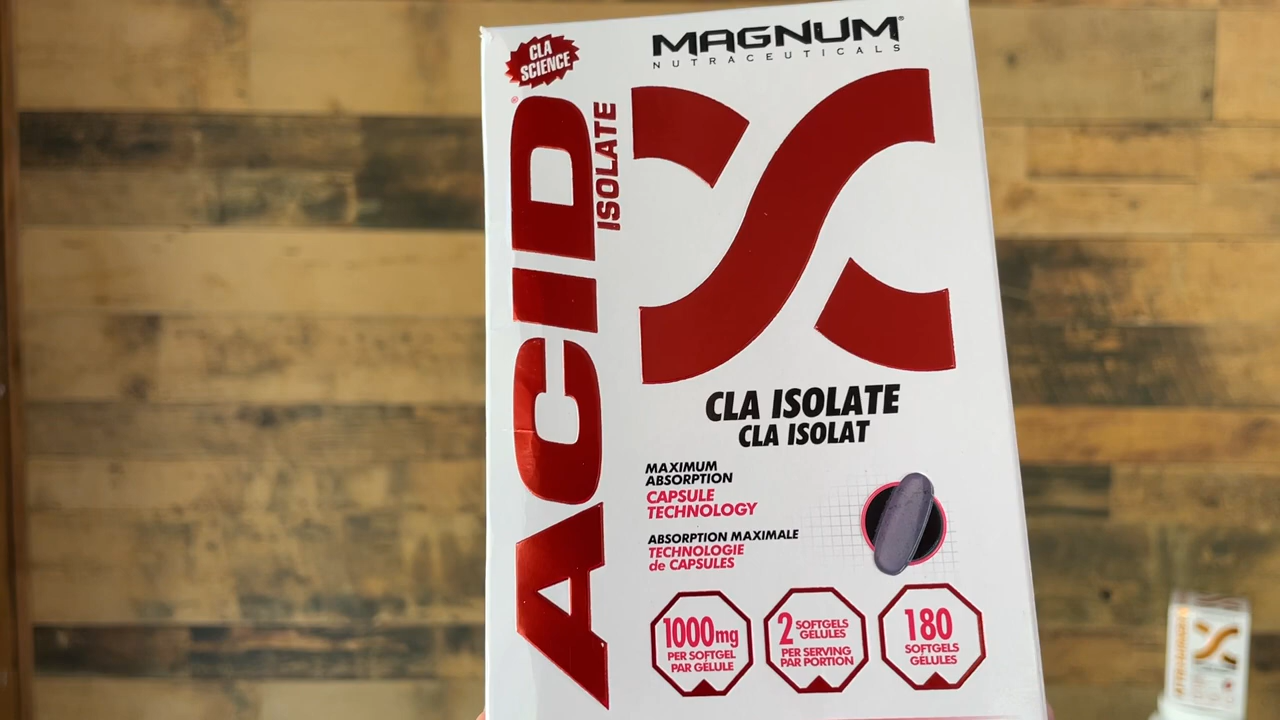 CLA
SCIENCE
MAGNUM®
NUTRACEUTICALS
ACID®
ISOLATE
CLA ISOLATE
CLA ISOLAT
MAXIMUM
ABSORPTION
CAPSULE
TECHNOLOGY
ABSORPTION MAXIMALE
TECHNOLOGIE
de CAPSULES
1000mg
PER SOFTGEL
PAR GÉLULE
2 SOFTGELS
GÉLULES
PER SERVING
PAR PORTION
180
SOFTGELS
GÉLULES